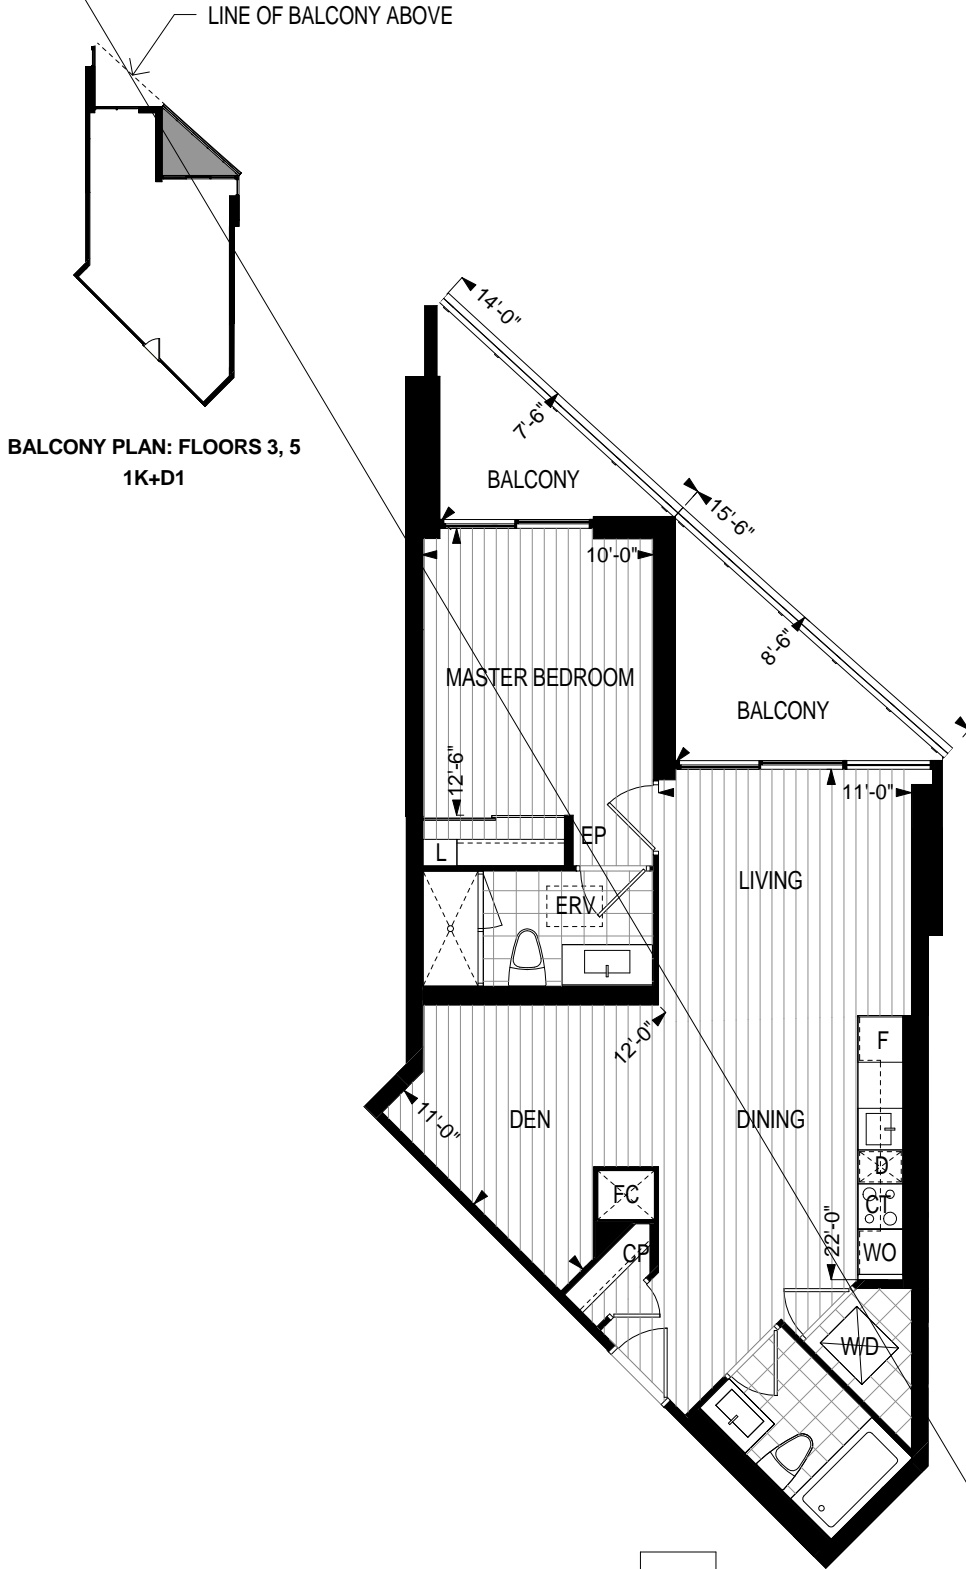 LINE OF BALCONY ABOVE
BALCONY PLAN: FLOORS 3, 5
1K+D1
14'-0"
7'-6"
BALCONY
15'-6"
10'-0"
8'-6"
MASTER BEDROOM
BALCONY
12'-6"
11'-0"
EP
L
LIVING
ERV
F
12'-0"
11'-0"
DEN
DINING
D
FC
CT
22'-0"
CP
WO
W/D